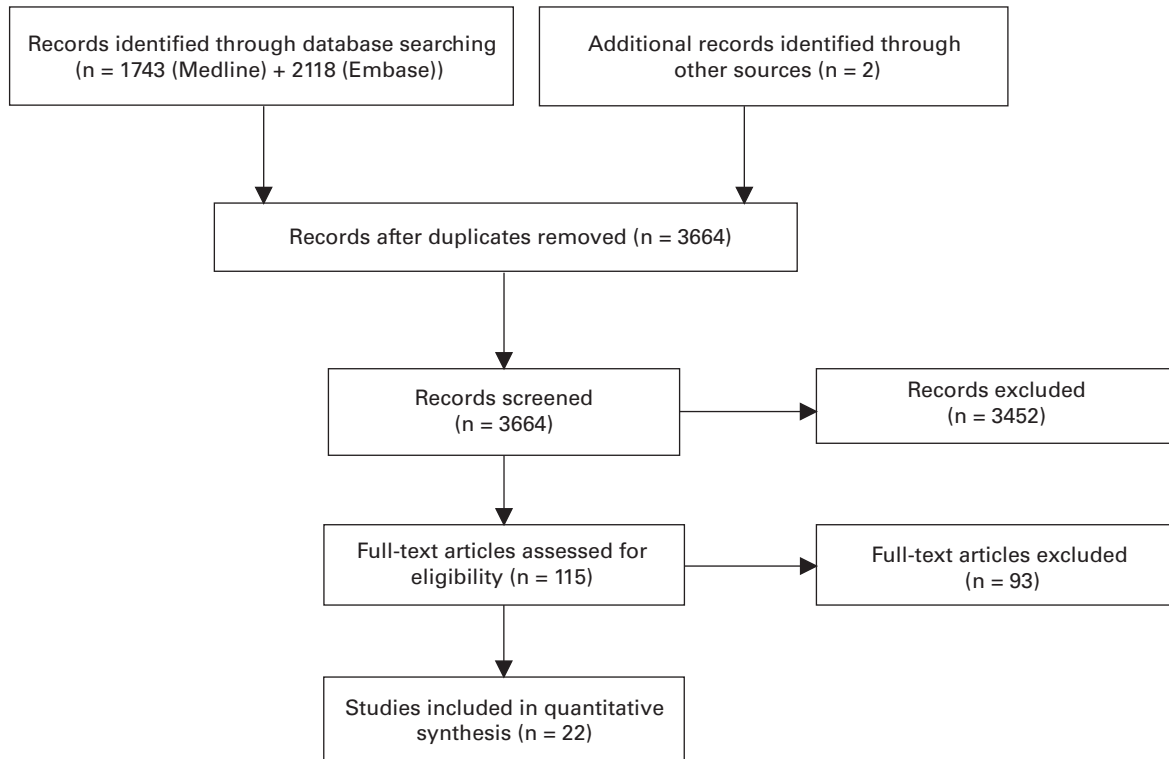 Records identified through database searching
(n = 1743 (Medline) + 2118 (Embase))
Additional records identified through
other sources (n = 2)
Records after duplicates removed (n = 3664)
Records screened
(n = 3664)
Records excluded
(n = 3452)
Full-text articles assessed for
eligibility (n = 115)
Full-text articles excluded
(n = 93)
Studies included in quantitative
synthesis (n = 22)